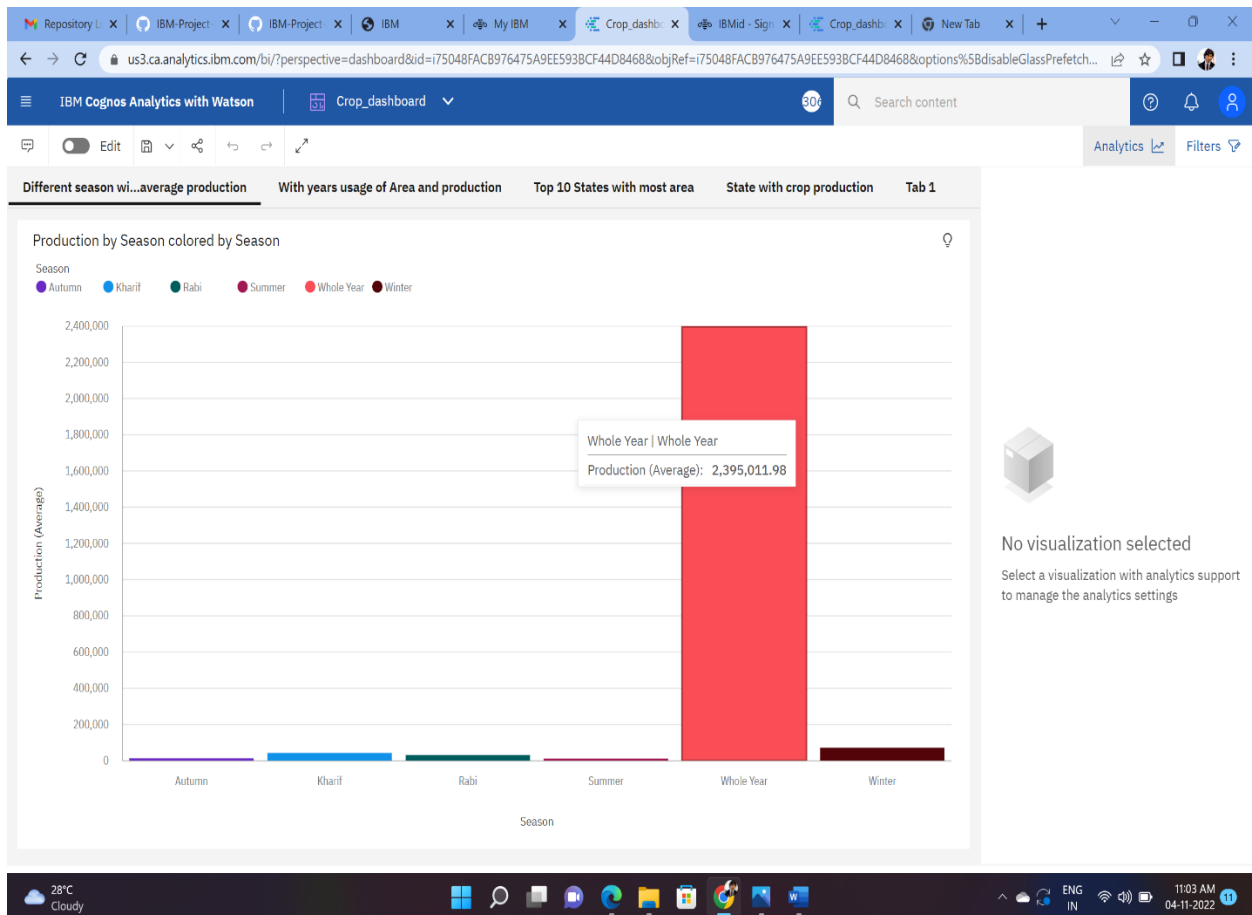 Repository L
IBM-Project
IBM-Project
IBM
My IBM
Crop_dashbo
IBMid - Sign
Crop_dashbo
New Tab
us3.ca.analytics.ibm.com/bi/?perspective=dashboard&id=i75048FACB976475A9EE593BCF44D8468&objRef=i75048FACB976475A9EE593BCF44D8468&options%5BdisableGlassPrefetch...
IBM Cognos Analytics with Watson
Crop_dashboard
306
Search content
Edit
Analytics
Filters
Different season wi...average production
With years usage of Area and production
Top 10 States with most area
State with crop production
Tab 1
Production by Season colored by Season
Season
Autumn Kharif Rabi Summer Whole Year Winter
2,400,000
2,200,000
2,000,000
1,800,000
1,600,000
1,400,000
1,200,000
1,000,000
800,000
600,000
400,000
200,000
0
Production (Average)
Whole Year | Whole Year
Production (Average): 2,395,011.98
Autumn Kharif Rabi Summer Whole Year Winter
Season
No visualization selected
Select a visualization with analytics support
to manage the analytics settings
28°C
Cloudy
ENG
IN
11:03 AM
04-11-2022
11